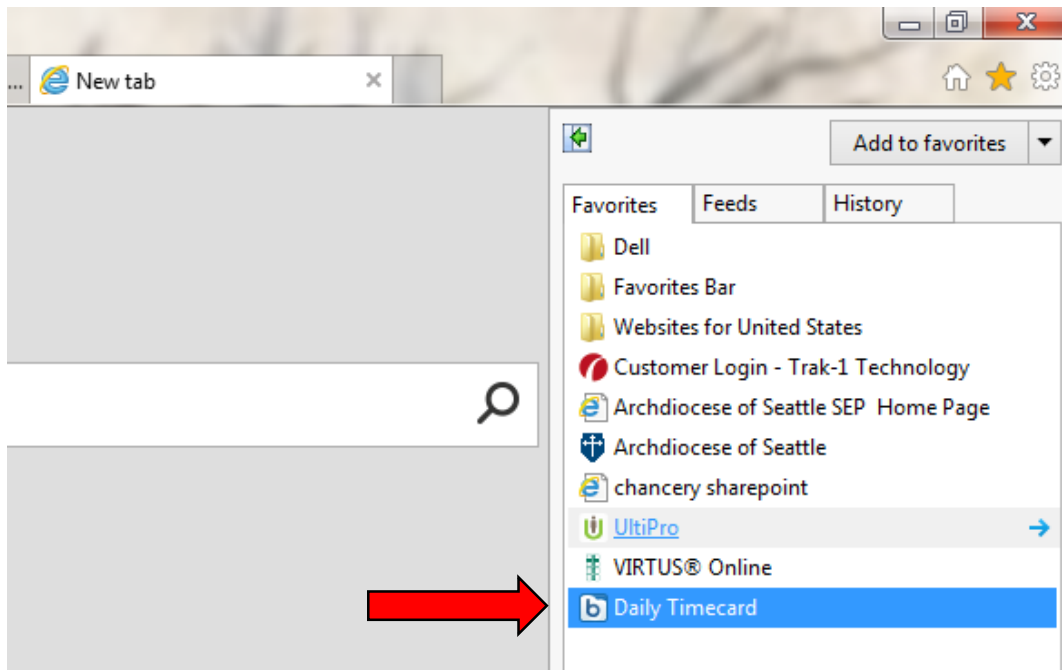 ... New tab
Add to favorites
Favorites Feeds History
Dell
Favorites Bar
Websites for United States
Customer Login - Trak-1 Technology
Archdiocese of Seattle SEP Home Page
Archdiocese of Seattle
chancery sharepoint
UltiPro
VIRTUS® Online
Daily Timecard